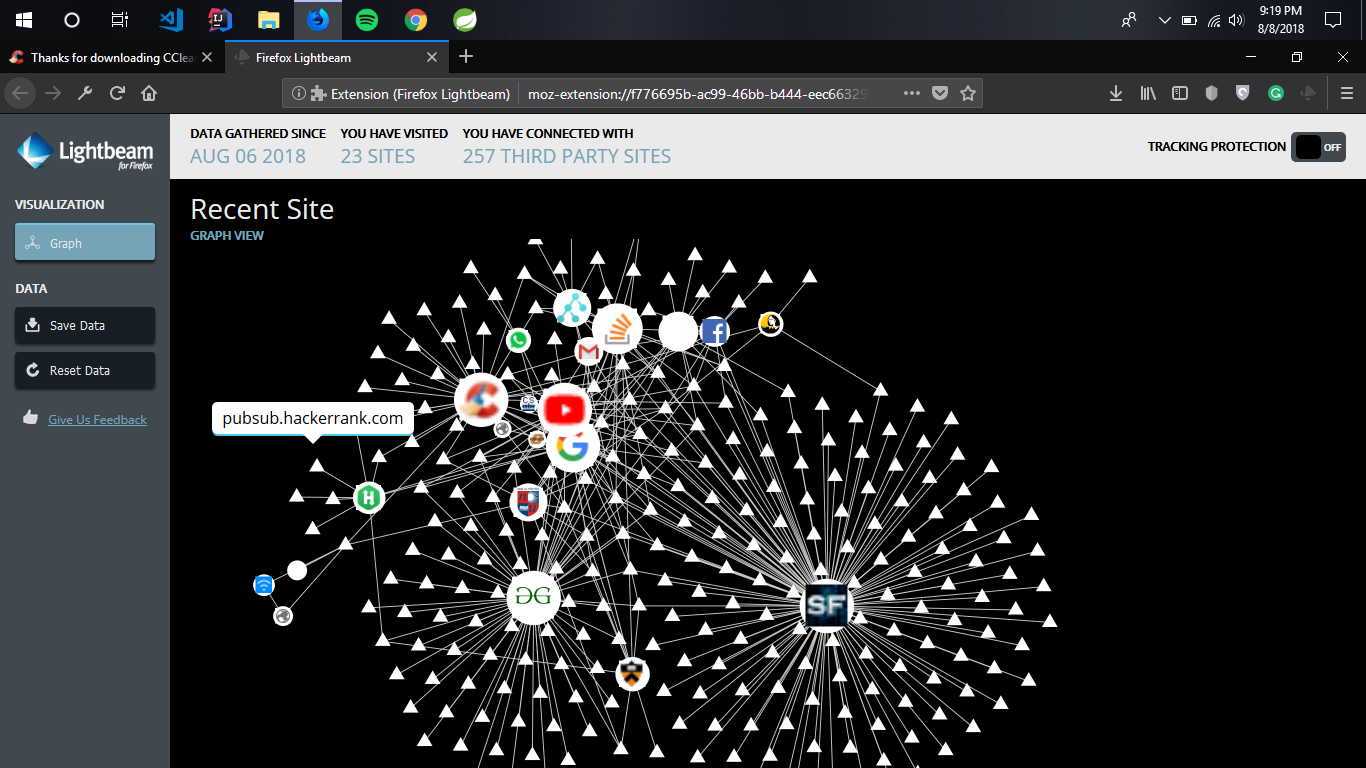 9:19 PM
8/8/2018
Thanks for downloading CClea
Firefox Lightbeam
Extension (Firefox Lightbeam)
moz-extension://f776695b-ac99-46bb-b444-eec66329
Lightbeam
for Firefox
DATA GATHERED SINCE
AUG 06 2018
YOU HAVE VISITED
23 SITES
YOU HAVE CONNECTED WITH
257 THIRD PARTY SITES
TRACKING PROTECTION
OFF
VISUALIZATION
Graph
DATA
Save Data
Reset Data
Give Us Feedback
Recent Site
GRAPH VIEW
pubsub.hackerrank.com
H
G
GG
SF